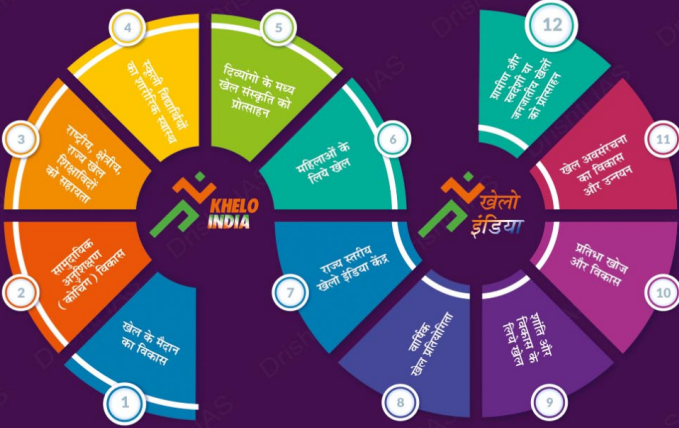 1
खेल के मैदान
का विकास
2
सामुदायिक
अनुशिक्षण
(कोचिंग) विकास
3
राष्ट्रीय, क्षेत्रीय,
राज्य खेल
शिक्षाविदों
को सहायता
4
स्कूली विद्यार्थियों
का शारीरिक स्वास्थ्य
5
दिव्यांगो के मध्य
खेल संस्कृति को
प्रोत्साहन
6
महिलाओं के
लिये खेल
KHELO
INDIA
7
राज्य स्तरीय
खेलो इंडिया केंद्र
8
वार्षिक
खेल प्रतियोगिता
9
शांति और
विकास के
लिये खेल
10
प्रतिभा खोज
और विकास
11
खेल अवसंरचना
का विकास
और उन्नयन
12
ग्रामीण और
स्वदेशी या
जनजातीय खेलों
को प्रोत्साहन
खेलो
इंडिया